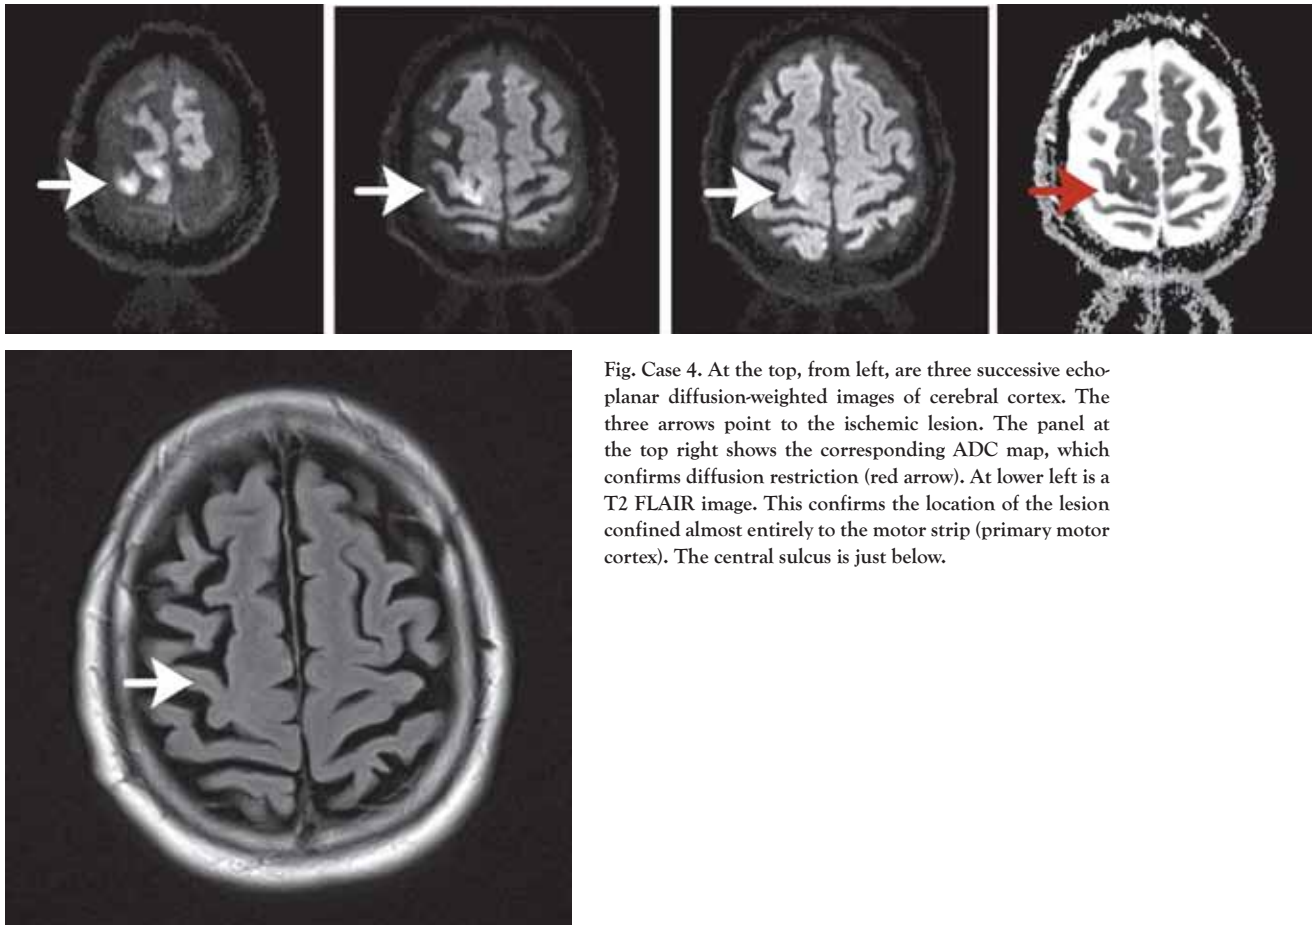 Fig. Case 4. At the top, from left, are three successive echo-
planar diffusion-weighted images of cerebral cortex. The
three arrows point to the ischemic lesion. The panel at
the top right shows the corresponding ADC map, which
confirms diffusion restriction (red arrow). At lower left is a
T2 FLAIR image. This confirms the location of the lesion
confined almost entirely to the motor strip (primary motor
cortex). The central sulcus is just below.